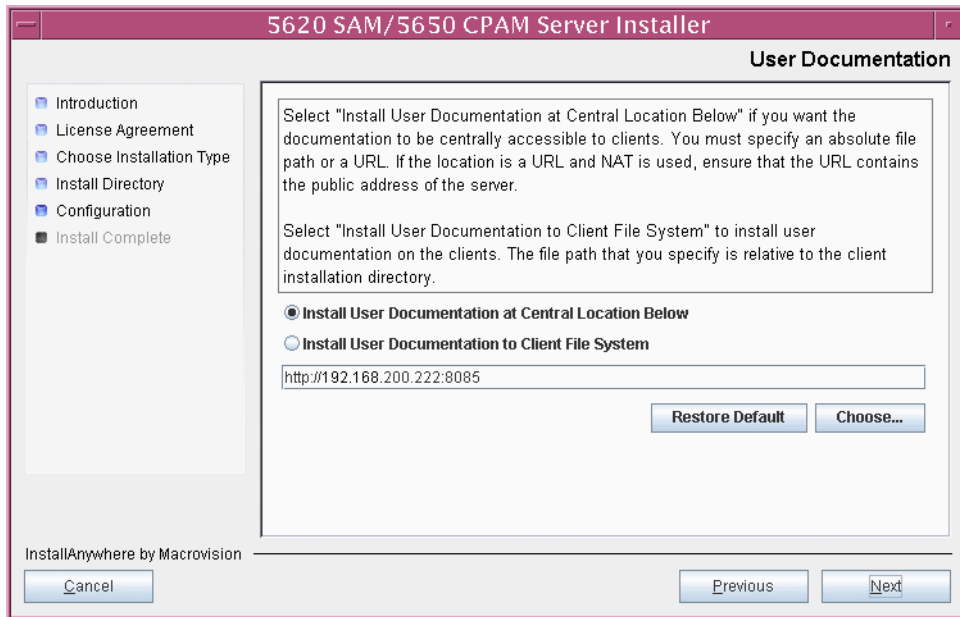 5620 SAM/5650 CPAM Server Installer
User Documentation
Introduction
License Agreement
Choose Installation Type
Install Directory
Configuration
Install Complete
Select "Install User Documentation at Central Location Below" if you want the
documentation to be centrally accessible to clients. You must specify an absolute file
path or a URL. If the location is a URL and NAT is used, ensure that the URL contains
the public address of the server.
Select "Install User Documentation to Client File System" to install user
documentation on the clients. The file path that you specify is relative to the client
installation directory.
Install User Documentation at Central Location Below
Install User Documentation to Client File System
http://192.168.200.222:8085
Restore Default
Choose...
InstallAnywhere by Macrovision
Cancel
Previous
Next